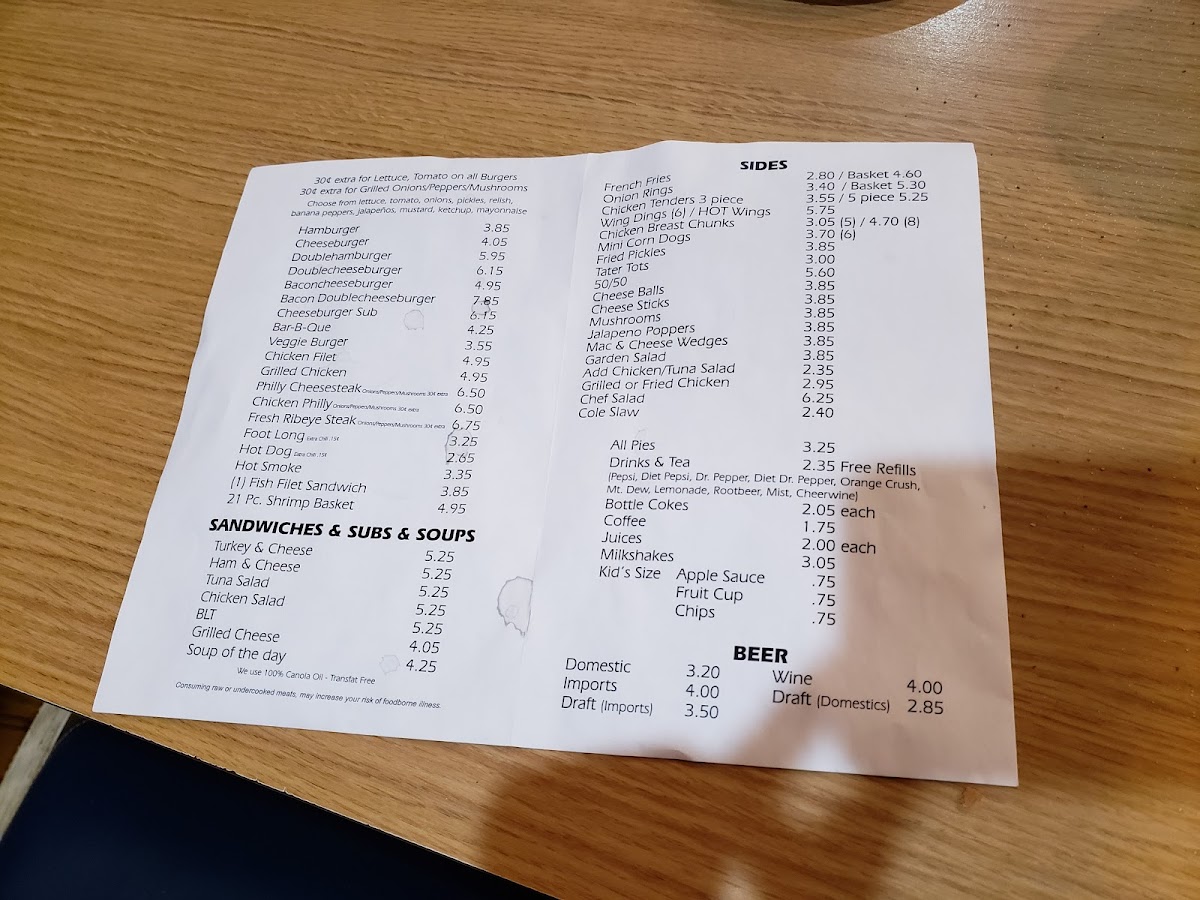 30¢ extra for Lettuce, Tomato on all Burgers
30¢ extra for Grilled Onions/Peppers/Mushrooms
Choose from lettuce, tomato, onions, pickles, relish,
banana peppers, jalapeños, mustard, ketchup, mayonnaise
Hamburger 3.85
Cheeseburger 4.05
Doublehamburger 5.95
Doublecheeseburger 6.15
Baconcheeseburger 4.95
Bacon Doublecheeseburger 7.85
Cheeseburger Sub 6.15
Bar-B-Que 4.25
Veggie Burger 3.55
Chicken Filet 4.95
Grilled Chicken 4.95
Philly Cheesesteak Onions/Peppers/Mushrooms 30¢ extra 6.50
Chicken Philly Onions/Peppers/Mushrooms 30¢ extra 6.50
Fresh Ribeye Steak Onions/Peppers/Mushrooms 30¢ extra 6.75
Foot Long Extra Chili .15¢ 3.25
Hot Dog Extra Chili .15¢ 2.65
Hot Smoke 3.35
(1) Fish Filet Sandwich 3.85
21 Pc. Shrimp Basket 4.95
SANDWICHES & SUBS & SOUPS
Turkey & Cheese 5.25
Ham & Cheese 5.25
Tuna Salad 5.25
Chicken Salad 5.25
BLT 5.25
Grilled Cheese 4.05
Soup of the day 4.25
We use 100% Canola Oil - Transfat Free
Consuming raw or undercooked meats, may increase your risk of foodborne illness.
SIDES
French Fries 2.80 / Basket 4.60
Onion Rings 3.40 / Basket 5.30
Chicken Tenders 3 piece 3.55 / 5 piece 5.25
Wing Dings (6) / HOT Wings 5.75
Chicken Breast Chunks 3.05 (5) / 4.70 (8)
Mini Corn Dogs 3.70 (6)
Fried Pickles 3.85
Tater Tots 3.00
50/50 5.60
Cheese Balls 3.85
Cheese Sticks 3.85
Mushrooms 3.85
Jalapeno Poppers 3.85
Mac & Cheese Wedges 3.85
Garden Salad 3.85
Add Chicken/Tuna Salad 2.35
Grilled or Fried Chicken 2.95
Chef Salad 6.25
Cole Slaw 2.40
All Pies 3.25
Drinks & Tea 2.35 Free Refills
(Pepsi, Diet Pepsi, Dr. Pepper, Diet Dr. Pepper, Orange Crush,
Mt. Dew, Lemonade, Rootbeer, Mist, Cheerwine)
Bottle Cokes 2.05 each
Coffee 1.75
Juices 2.00 each
Milkshakes 3.05
Kid's Size Apple Sauce .75
Fruit Cup .75
Chips .75
BEER
Domestic 3.20 Wine 4.00
Imports 4.00 Draft (Domestics) 2.85
Draft (Imports) 3.50